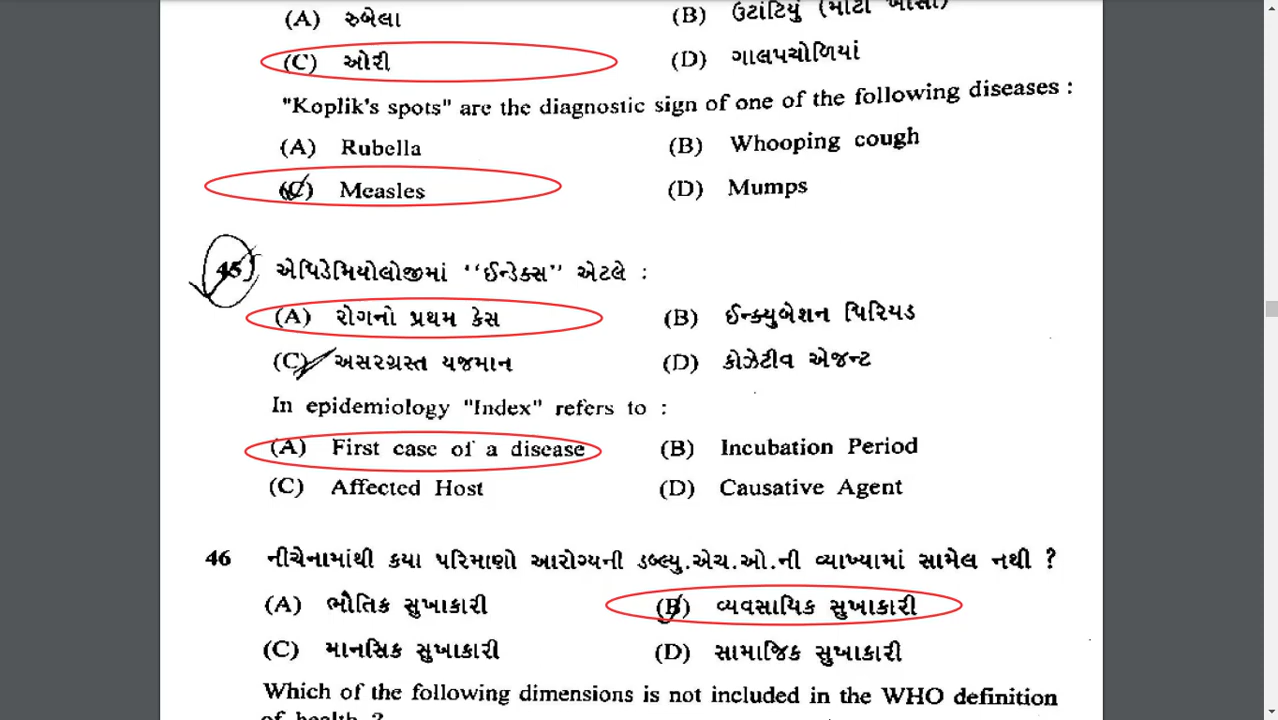 (A) રુબેલા (B) ઉટાંટિયું (મોટી ખાંસી)
(C) ઓરી (D) ગાલપચોળિયાં
"Koplik's spots" are the diagnostic sign of one of the following diseases :
(A) Rubella (B) Whooping cough
(C) Measles (D) Mumps
45 એપિડેમિયોલોજીમાં ‘‘ઈન્ડેક્સ’’ એટલે :
(A) રોગનો પ્રથમ કેસ (B) ઈન્ક્યુબેશન પિરિયડ
(C) અસરગ્રસ્ત યજમાન (D) કોઝેટીવ એજન્ટ
In epidemiology "Index" refers to :
(A) First case of a disease (B) Incubation Period
(C) Affected Host (D) Causative Agent
46 નીચેનામાંથી કયા પરિમાણો આરોગ્યની ડબ્લ્યુ.એચ.ઓ.ની વ્યાખ્યામાં સામેલ નથી ?
(A) ભૌતિક સુખાકારી (B) વ્યવસાયિક સુખાકારી
(C) માનસિક સુખાકારી (D) સામાજિક સુખાકારી
Which of the following dimensions is not included in the WHO definition
of health ?